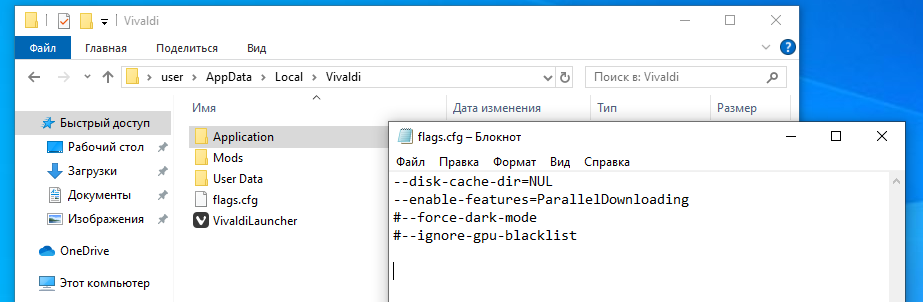 Vivaldi
Файл Главная Поделиться Вид
user AppData Local Vivaldi Поиск в: Vivaldi
Имя Дата изменения Тип Размер
Быстрый доступ
Рабочий стол
Загрузки
Документы
Изображения
OneDrive
Этот компьютер
Application
Mods
User Data
flags.cfg
VivaldiLauncher
flags.cfg – Блокнот
Файл Правка Формат Вид Справка
--disk-cache-dir=NUL
--enable-features=ParallelDownloading
#--force-dark-mode
#--ignore-gpu-blacklist